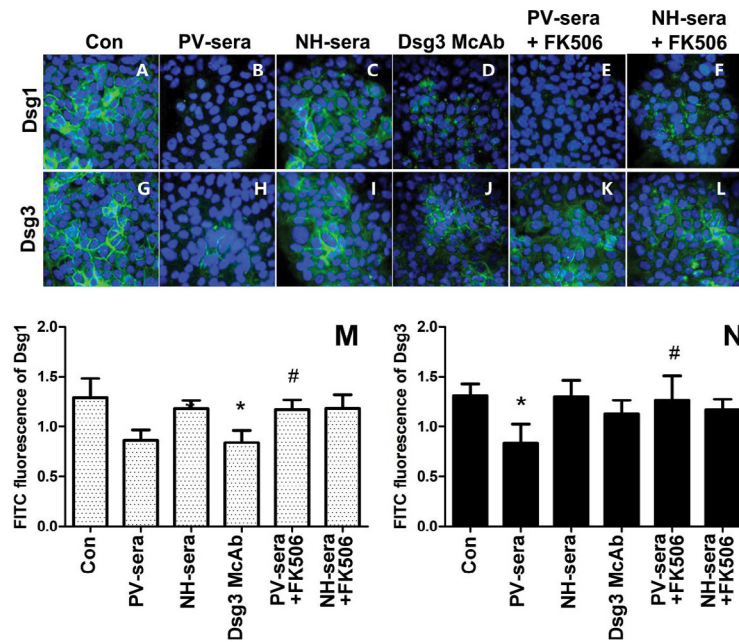 Con PV-sera NH-sera Dsg3 McAb PV-sera + FK506 NH-sera + FK506
Dsg1 A B C D E F
Dsg3 G H I J K L
M
FITC fluorescence of Dsg1
2.0
1.5
1.0
0.5
0.0
* * #
Con PV-sera NH-sera Dsg3 McAb PV-sera +FK506 NH-sera +FK506
N
FITC fluorescence of Dsg3
2.0
1.5
1.0
0.5
0.0
* #
Con PV-sera NH-sera Dsg3 McAb PV-sera +FK506 NH-sera +FK506